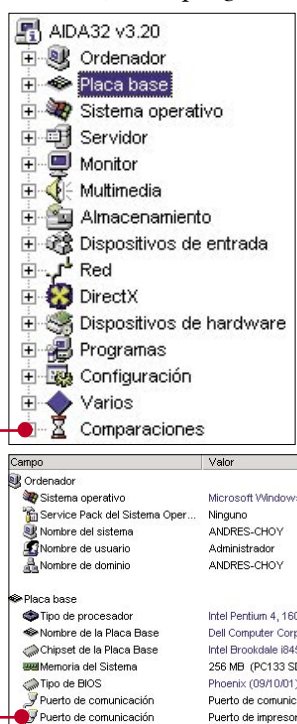 AIDA32 v3.20
Ordenador
Placa base
Sistema operativo
Servidor
Monitor
Multimedia
Almacenamiento
Dispositivos de entrada
Red
DirectX
Dispositivos de hardware
Programas
Configuración
Varios
Comparaciones
Campo Valor
Ordenador
Sistema operativo Microsoft Windows
Service Pack del Sistema Oper... Ninguno
Nombre del sistema ANDRES-CHOY
Nombre de usuario Administrador
Nombre de dominio ANDRES-CHOY
Placa base
Tipo de procesador Intel Pentium 4, 160
Nombre de la Placa Base Dell Computer Corp
Chipset de la Placa Base Intel Brookdale i845
Memoria del Sistema 256 MB (PC133 SD
Tipo de BIOS Phoenix (09/10/01)
Puerto de comunicación Puerto de comunic
Puerto de comunicación Puerto de impreso